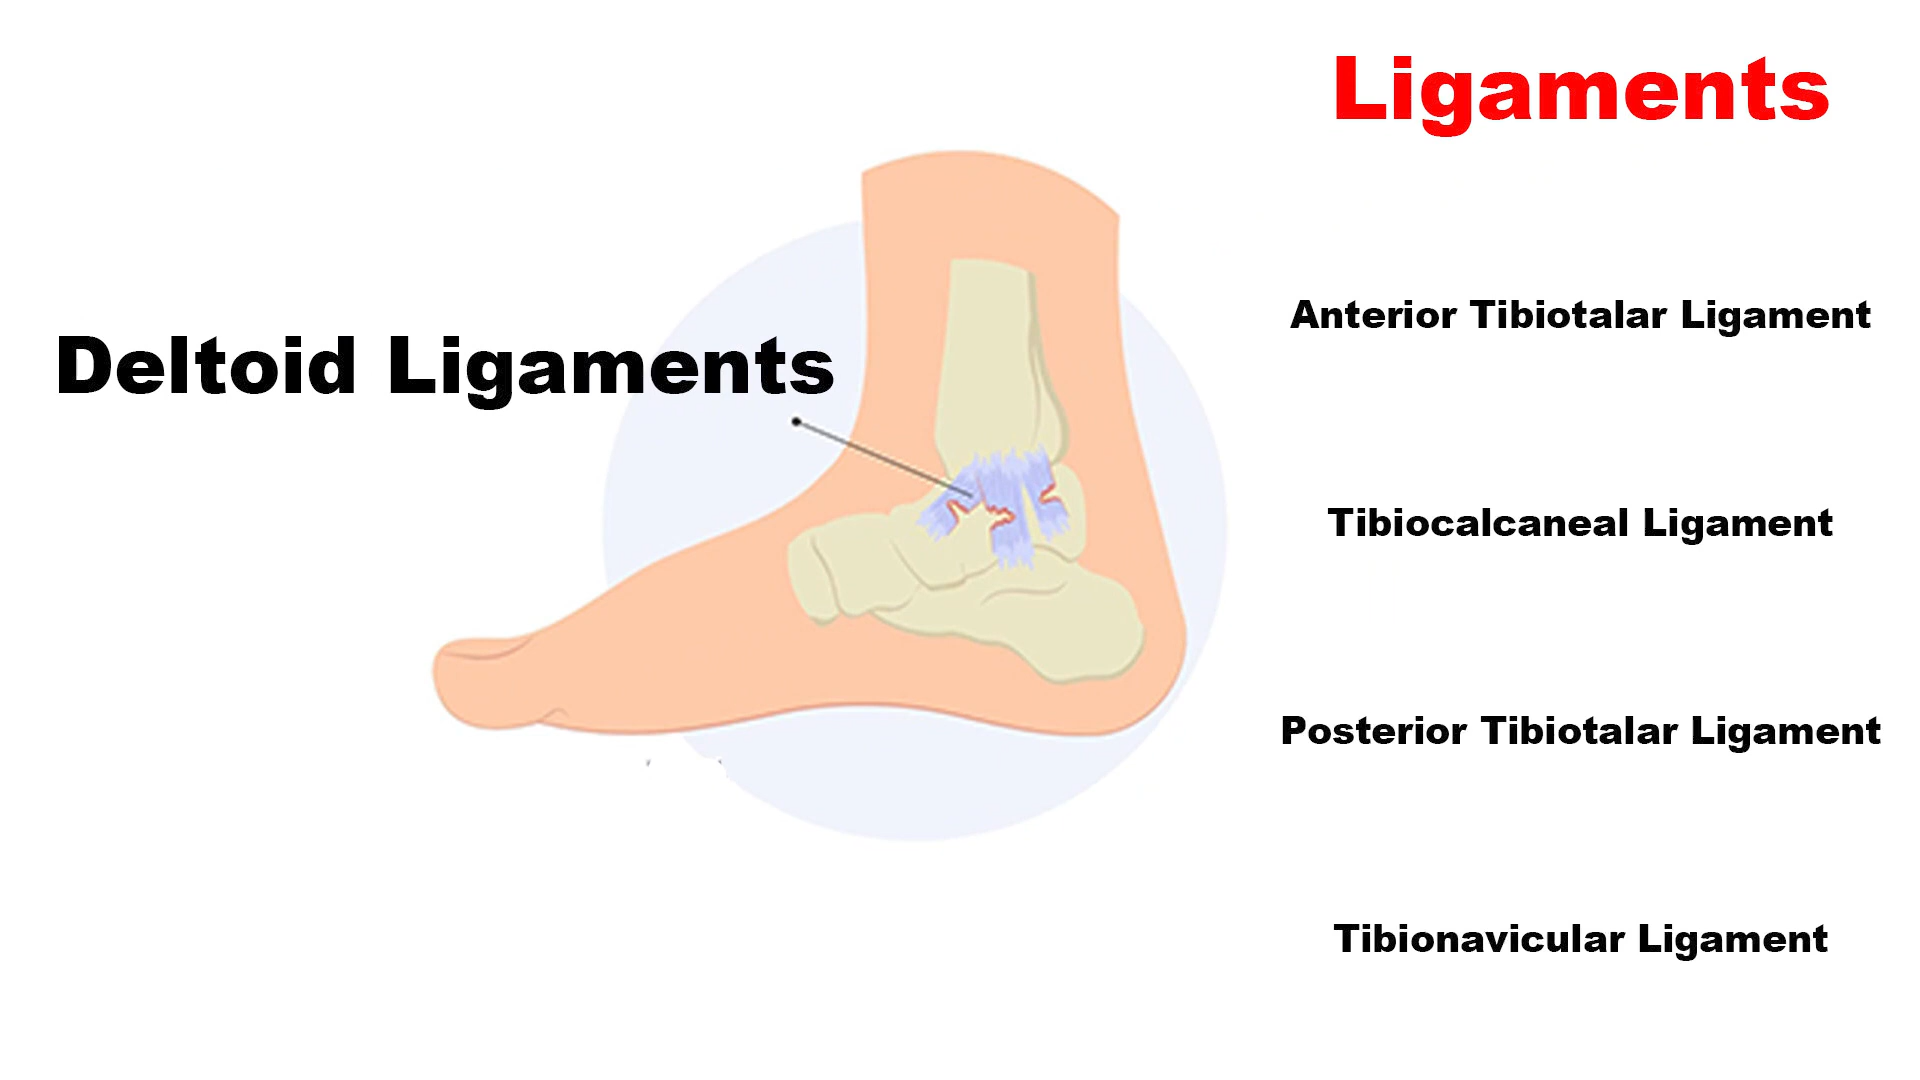 Ligaments
Deltoid Ligaments
Anterior Tibiotalar Ligament
Tibiocalcaneal Ligament
Posterior Tibiotalar Ligament
Tibionavicular Ligament